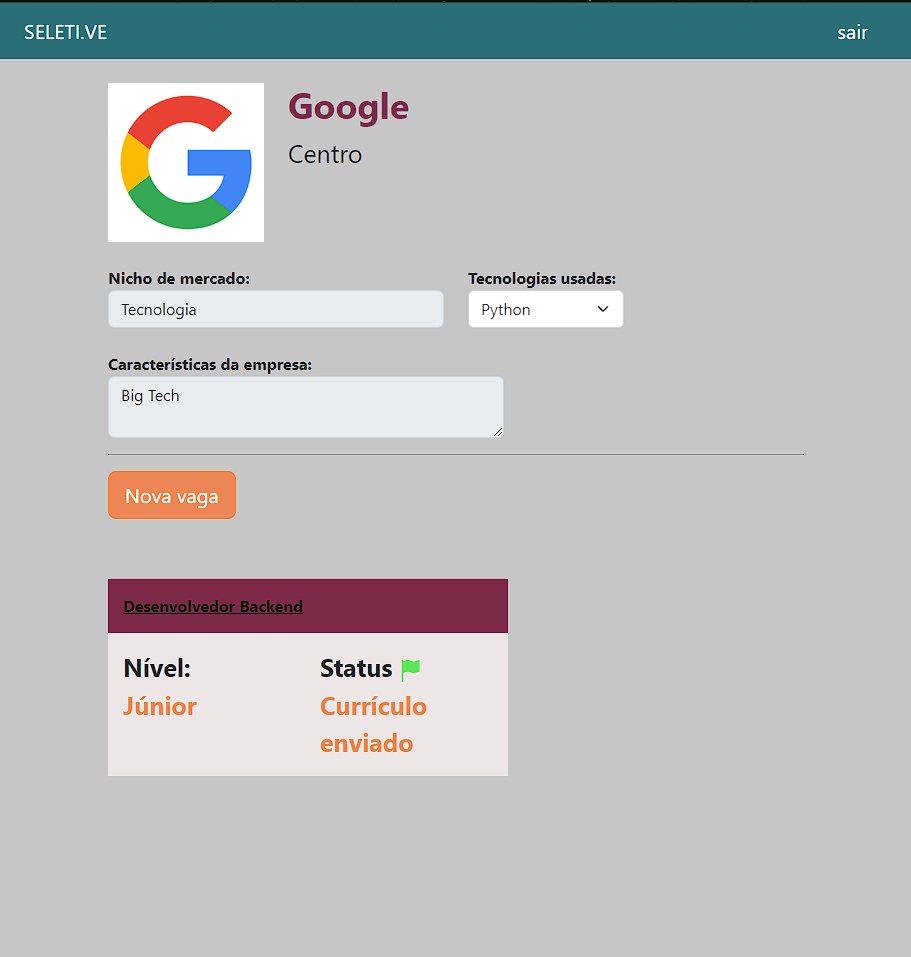 SELETI.VE
sair
Google
Centro
Nicho de mercado:
Tecnologias usadas:
Tecnologia
Python
Características da empresa:
Big Tech
Nova vaga
Desenvolvedor Backend
Nível:
Status
Júnior
Currículo
enviado